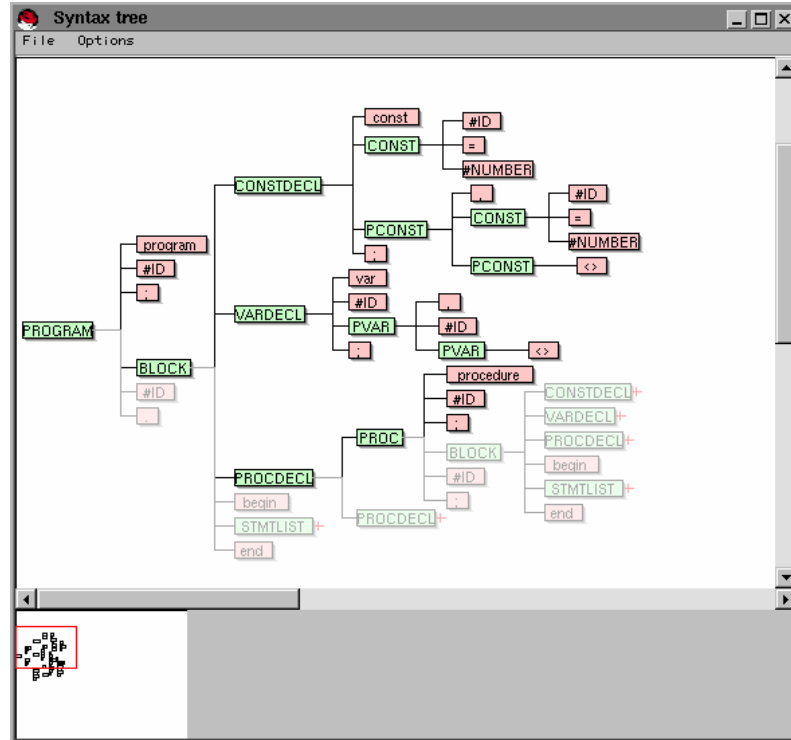 Syntax tree
File Options
const
#ID
CONST
=
#NUMBER
CONSTDECL
,
#ID
CONST
=
PCONST
#NUMBER
program
PCONST
<>
;
#ID
var
;
#ID
,
VARDECL
PVAR
#ID
PROGRAM
;
PVAR
<>
BLOCK
procedure
#ID
CONSTDECL+
#ID
.
;
VARDECL+
PROC
PROCDECL+
BLOCK
begin
PROCDECL
#ID
STMTLIST+
begin
;
end
PROCDECL+
STMTLIST+
end